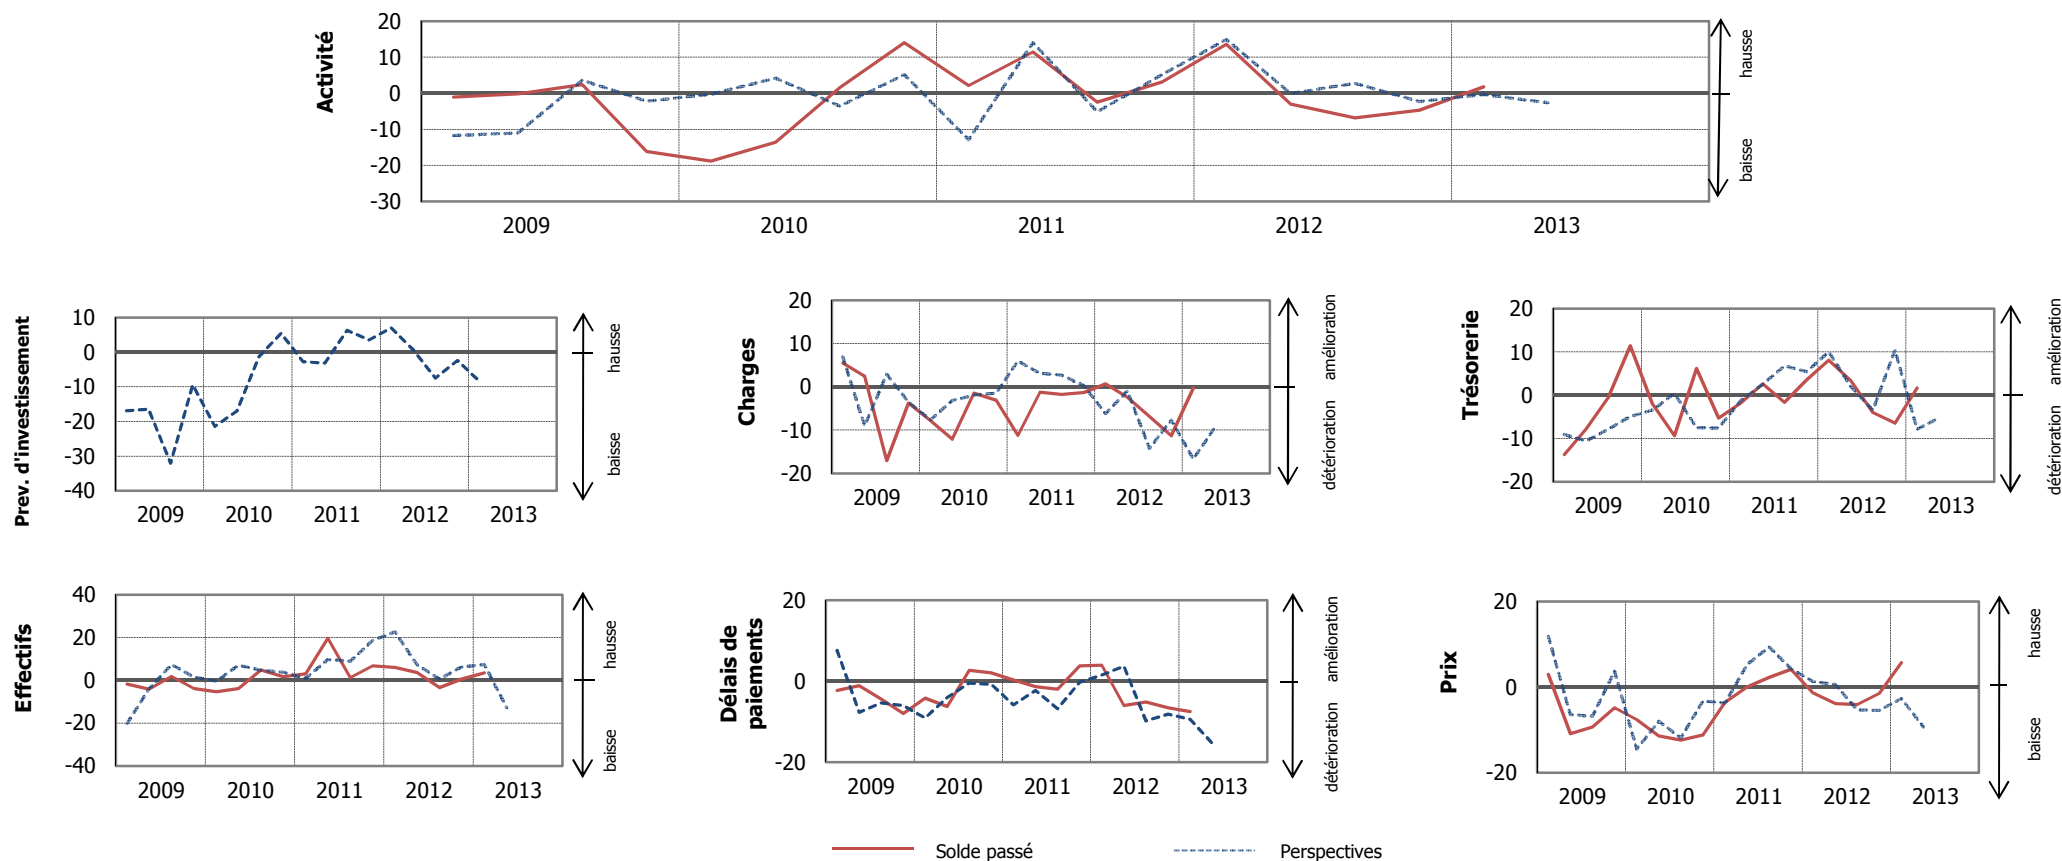 Activité
20
10
0
-10
-20
-30
2009 2010 2011 2012 2013
hausse
baisse
Prev. d'investissement
10
0
-10
-20
-30
-40
2009 2010 2011 2012 2013
hausse
baisse
Charges
20
10
0
-10
-20
2009 2010 2011 2012 2013
amélioration
détérioration
Trésorerie
20
10
0
-10
-20
2009 2010 2011 2012 2013
amélioration
détérioration
Effectifs
40
20
0
-20
-40
2009 2010 2011 2012 2013
hausse
baisse
Délais de
paiements
20
0
-20
2009 2010 2011 2012 2013
amélioration
détérioration
Prix
20
0
-20
2009 2010 2011 2012 2013
hausse
baisse
Solde passé Perspectives